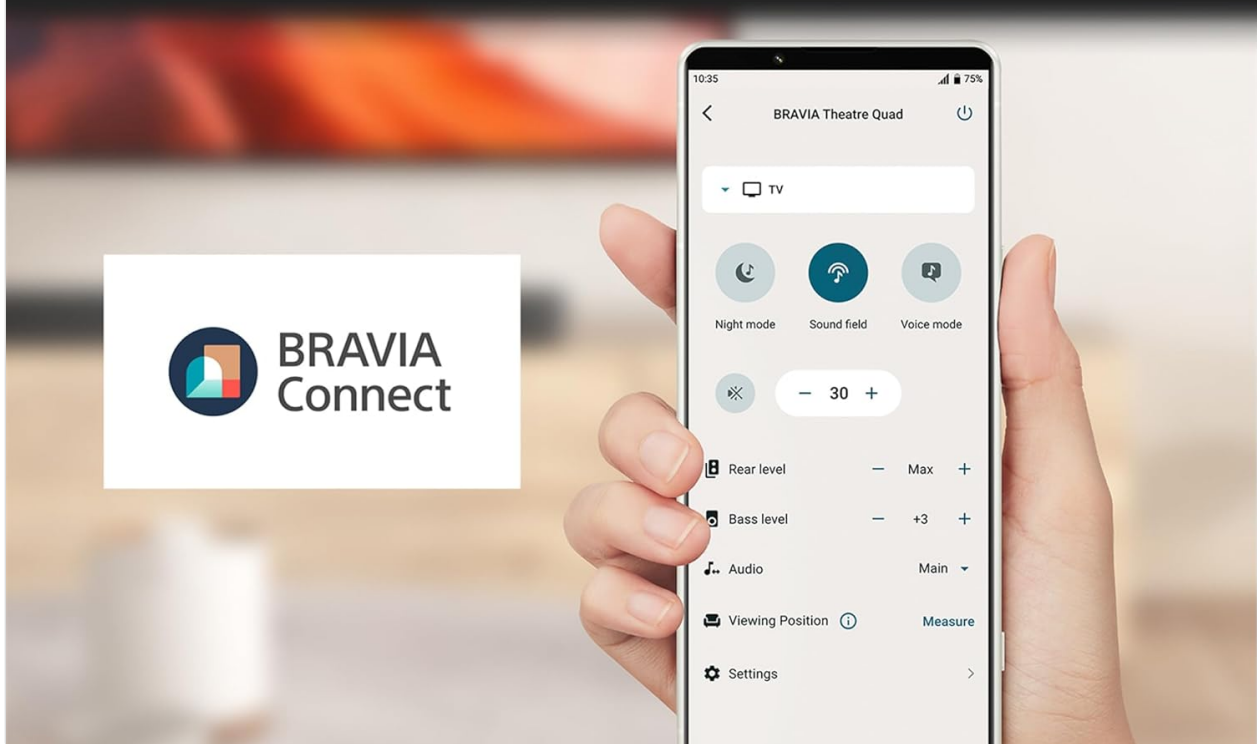 BRAVIA
Connect
10:35
75%
BRAVIA Theatre Quad
TV
Night mode
Sound field
Voice mode
− 30 +
Rear level − Max +
Bass level − +3 +
Audio Main
Viewing Position Measure
Settings